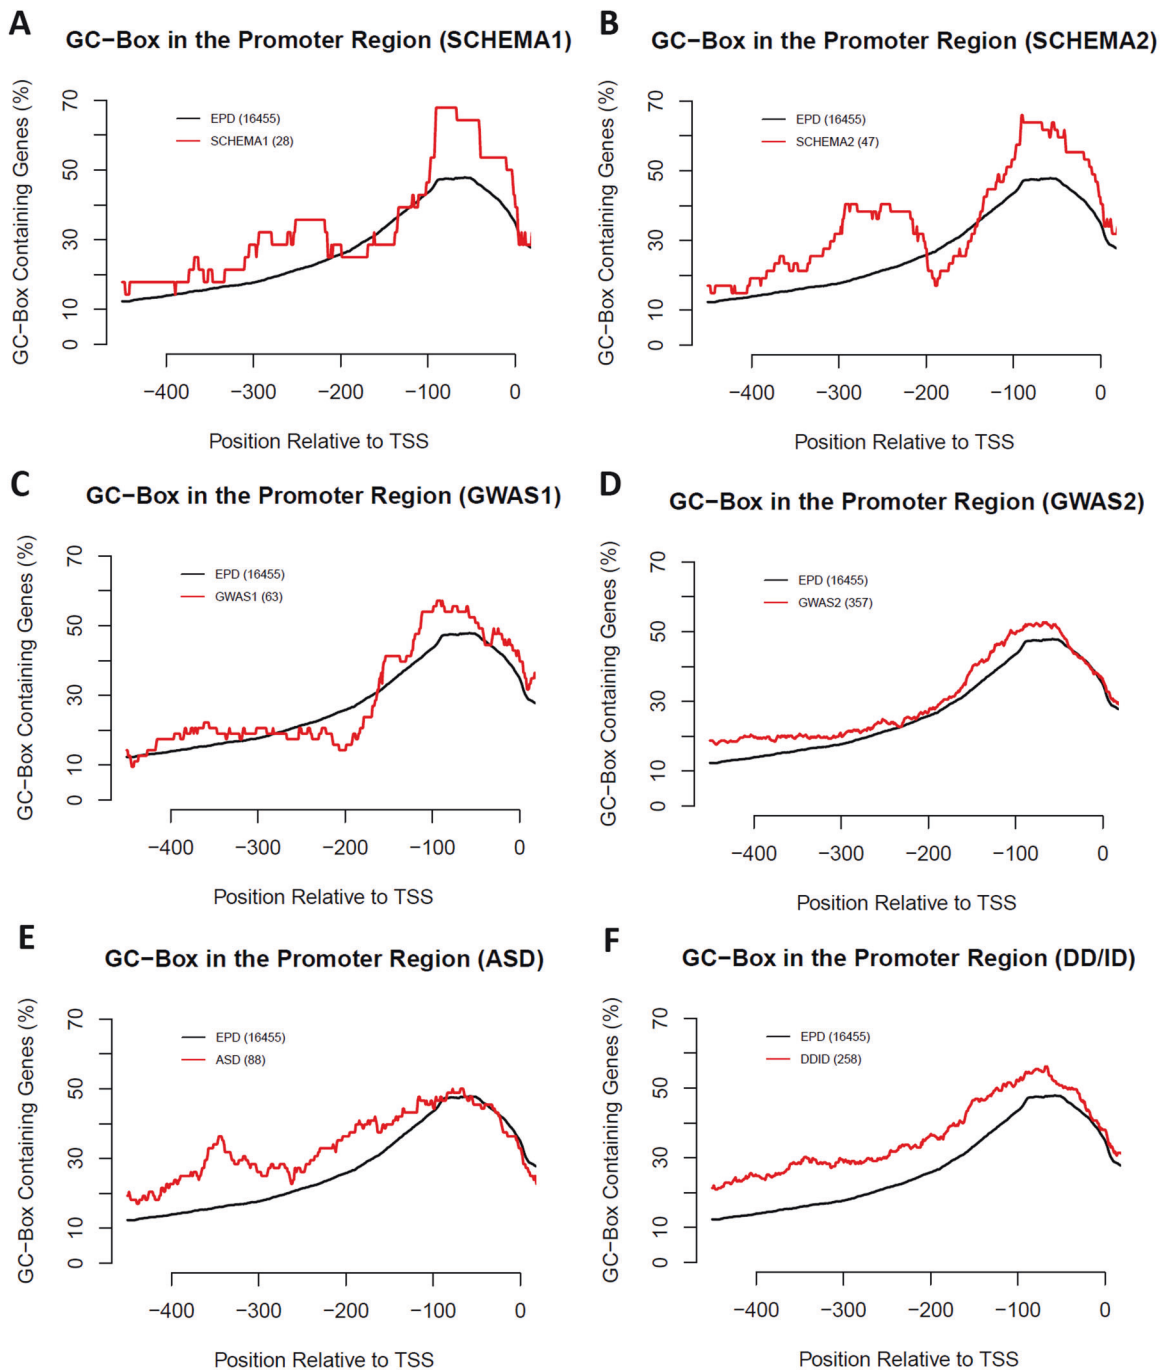 A
GC−Box in the Promoter Region (SCHEMA1)
GC−Box Containing Genes (%)
70
50
30
10
0
EPD (16455)
SCHEMA1 (28)
−400
−300
−200
−100
0
Position Relative to TSS
B
GC−Box in the Promoter Region (SCHEMA2)
GC−Box Containing Genes (%)
70
50
30
10
0
EPD (16455)
SCHEMA2 (47)
−400
−300
−200
−100
0
Position Relative to TSS
C
GC−Box in the Promoter Region (GWAS1)
GC−Box Containing Genes (%)
70
50
30
10
0
EPD (16455)
GWAS1 (63)
−400
−300
−200
−100
0
Position Relative to TSS
D
GC−Box in the Promoter Region (GWAS2)
GC−Box Containing Genes (%)
70
50
30
10
0
EPD (16455)
GWAS2 (357)
−400
−300
−200
−100
0
Position Relative to TSS
E
GC−Box in the Promoter Region (ASD)
GC−Box Containing Genes (%)
70
50
30
10
0
EPD (16455)
ASD (88)
−400
−300
−200
−100
0
Position Relative to TSS
F
GC−Box in the Promoter Region (DD/ID)
GC−Box Containing Genes (%)
70
50
30
10
0
EPD (16455)
DDID (258)
−400
−300
−200
−100
0
Position Relative to TSS